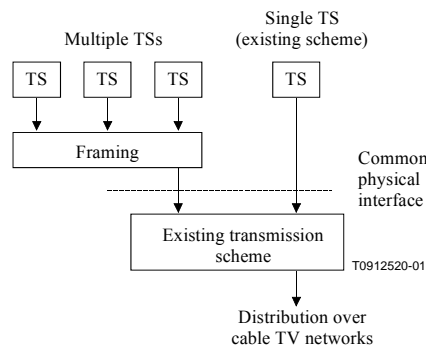 Multiple TSs
Single TS
(existing scheme)
TS TS TS TS
Framing
Common
physical
interface
Existing transmission
scheme
T0912520-01
Distribution over
cable TV networks